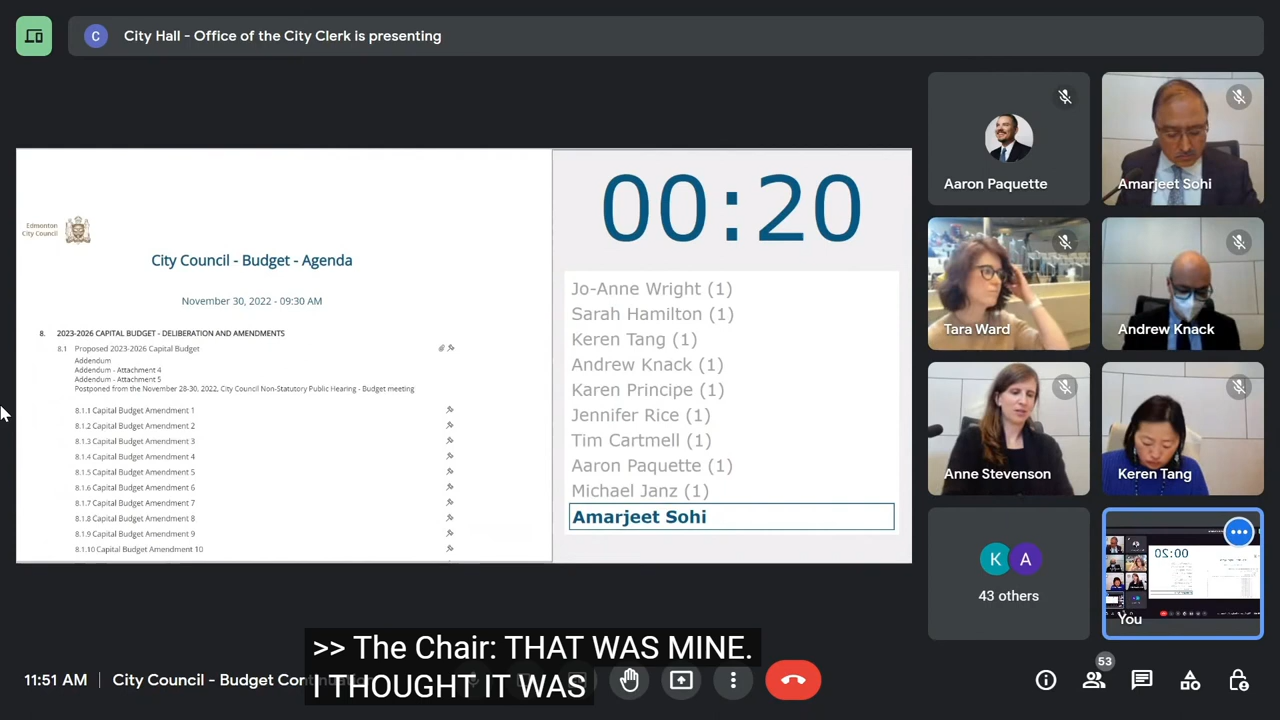 C City Hall - Office of the City Clerk is presenting
Edmonton
City Council
City Council - Budget - Agenda
November 30, 2022 - 09:30 AM
8. 2023-2026 CAPITAL BUDGET - DELIBERATION AND AMENDMENTS
8.1 Proposed 2023-2026 Capital Budget
Addendum
Addendum - Attachment 4
Addendum - Attachment 5
Postponed from the November 28-30, 2022, City Council Non-Statutory Public Hearing - Budget meeting
8.1.1 Capital Budget Amendment 1
8.1.2 Capital Budget Amendment 2
8.1.3 Capital Budget Amendment 3
8.1.4 Capital Budget Amendment 4
8.1.5 Capital Budget Amendment 5
8.1.6 Capital Budget Amendment 6
8.1.7 Capital Budget Amendment 7
8.1.8 Capital Budget Amendment 8
8.1.9 Capital Budget Amendment 9
8.1.10 Capital Budget Amendment 10
00:20
Jo-Anne Wright (1)
Sarah Hamilton (1)
Keren Tang (1)
Andrew Knack (1)
Karen Principe (1)
Jennifer Rice (1)
Tim Cartmell (1)
Aaron Paquette (1)
Michael Janz (1)
Amarjeet Sohi
Aaron Paquette
Amarjeet Sohi
Tara Ward
Andrew Knack
Anne Stevenson
Keren Tang
K A
43 others
00:20
You
>> The Chair: THAT WAS MINE.
I THOUGHT IT WAS
11:51 AM
City Council - Budget Con
53